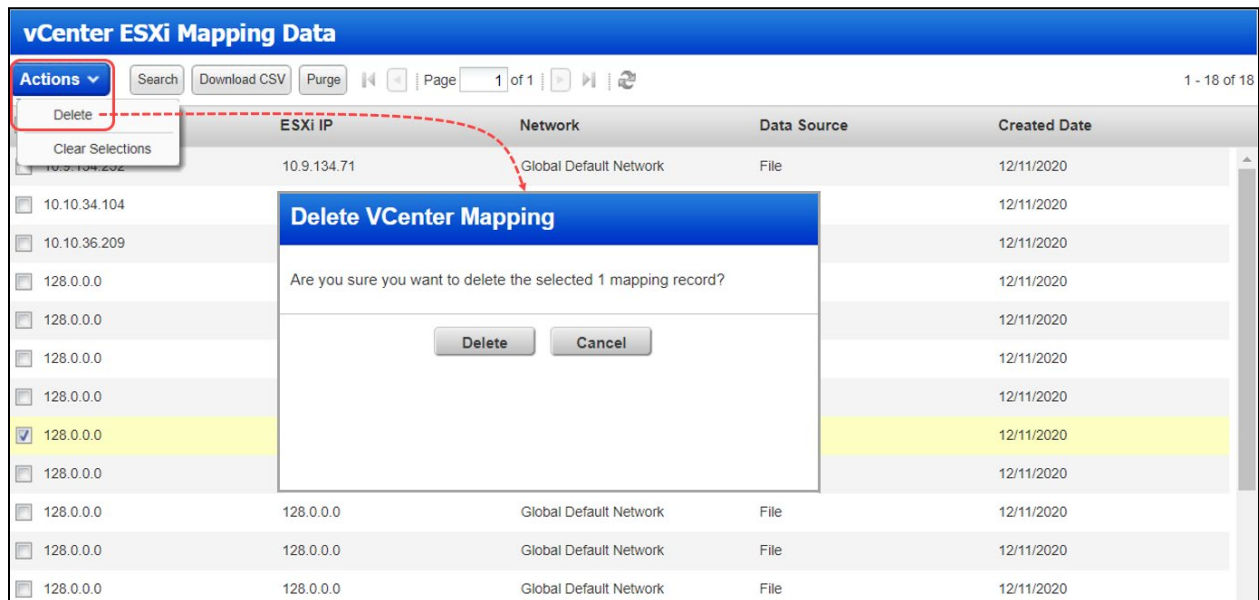 vCenter ESXi Mapping Data
Actions Search Download CSV Purge Page 1 of 1 1 - 18 of 18
Delete
Clear Selections
ESXi IP Network Data Source Created Date
10.9.134.71 Global Default Network File 12/11/2020
10.10.34.104 12/11/2020
10.10.36.209 12/11/2020
128.0.0.0 12/11/2020
128.0.0.0 12/11/2020
128.0.0.0 12/11/2020
128.0.0.0 12/11/2020
128.0.0.0 12/11/2020
128.0.0.0 12/11/2020
Delete VCenter Mapping
Are you sure you want to delete the selected 1 mapping record?
Delete Cancel
128.0.0.0 128.0.0.0 Global Default Network File 12/11/2020
128.0.0.0 128.0.0.0 Global Default Network File 12/11/2020
128.0.0.0 128.0.0.0 Global Default Network File 12/11/2020